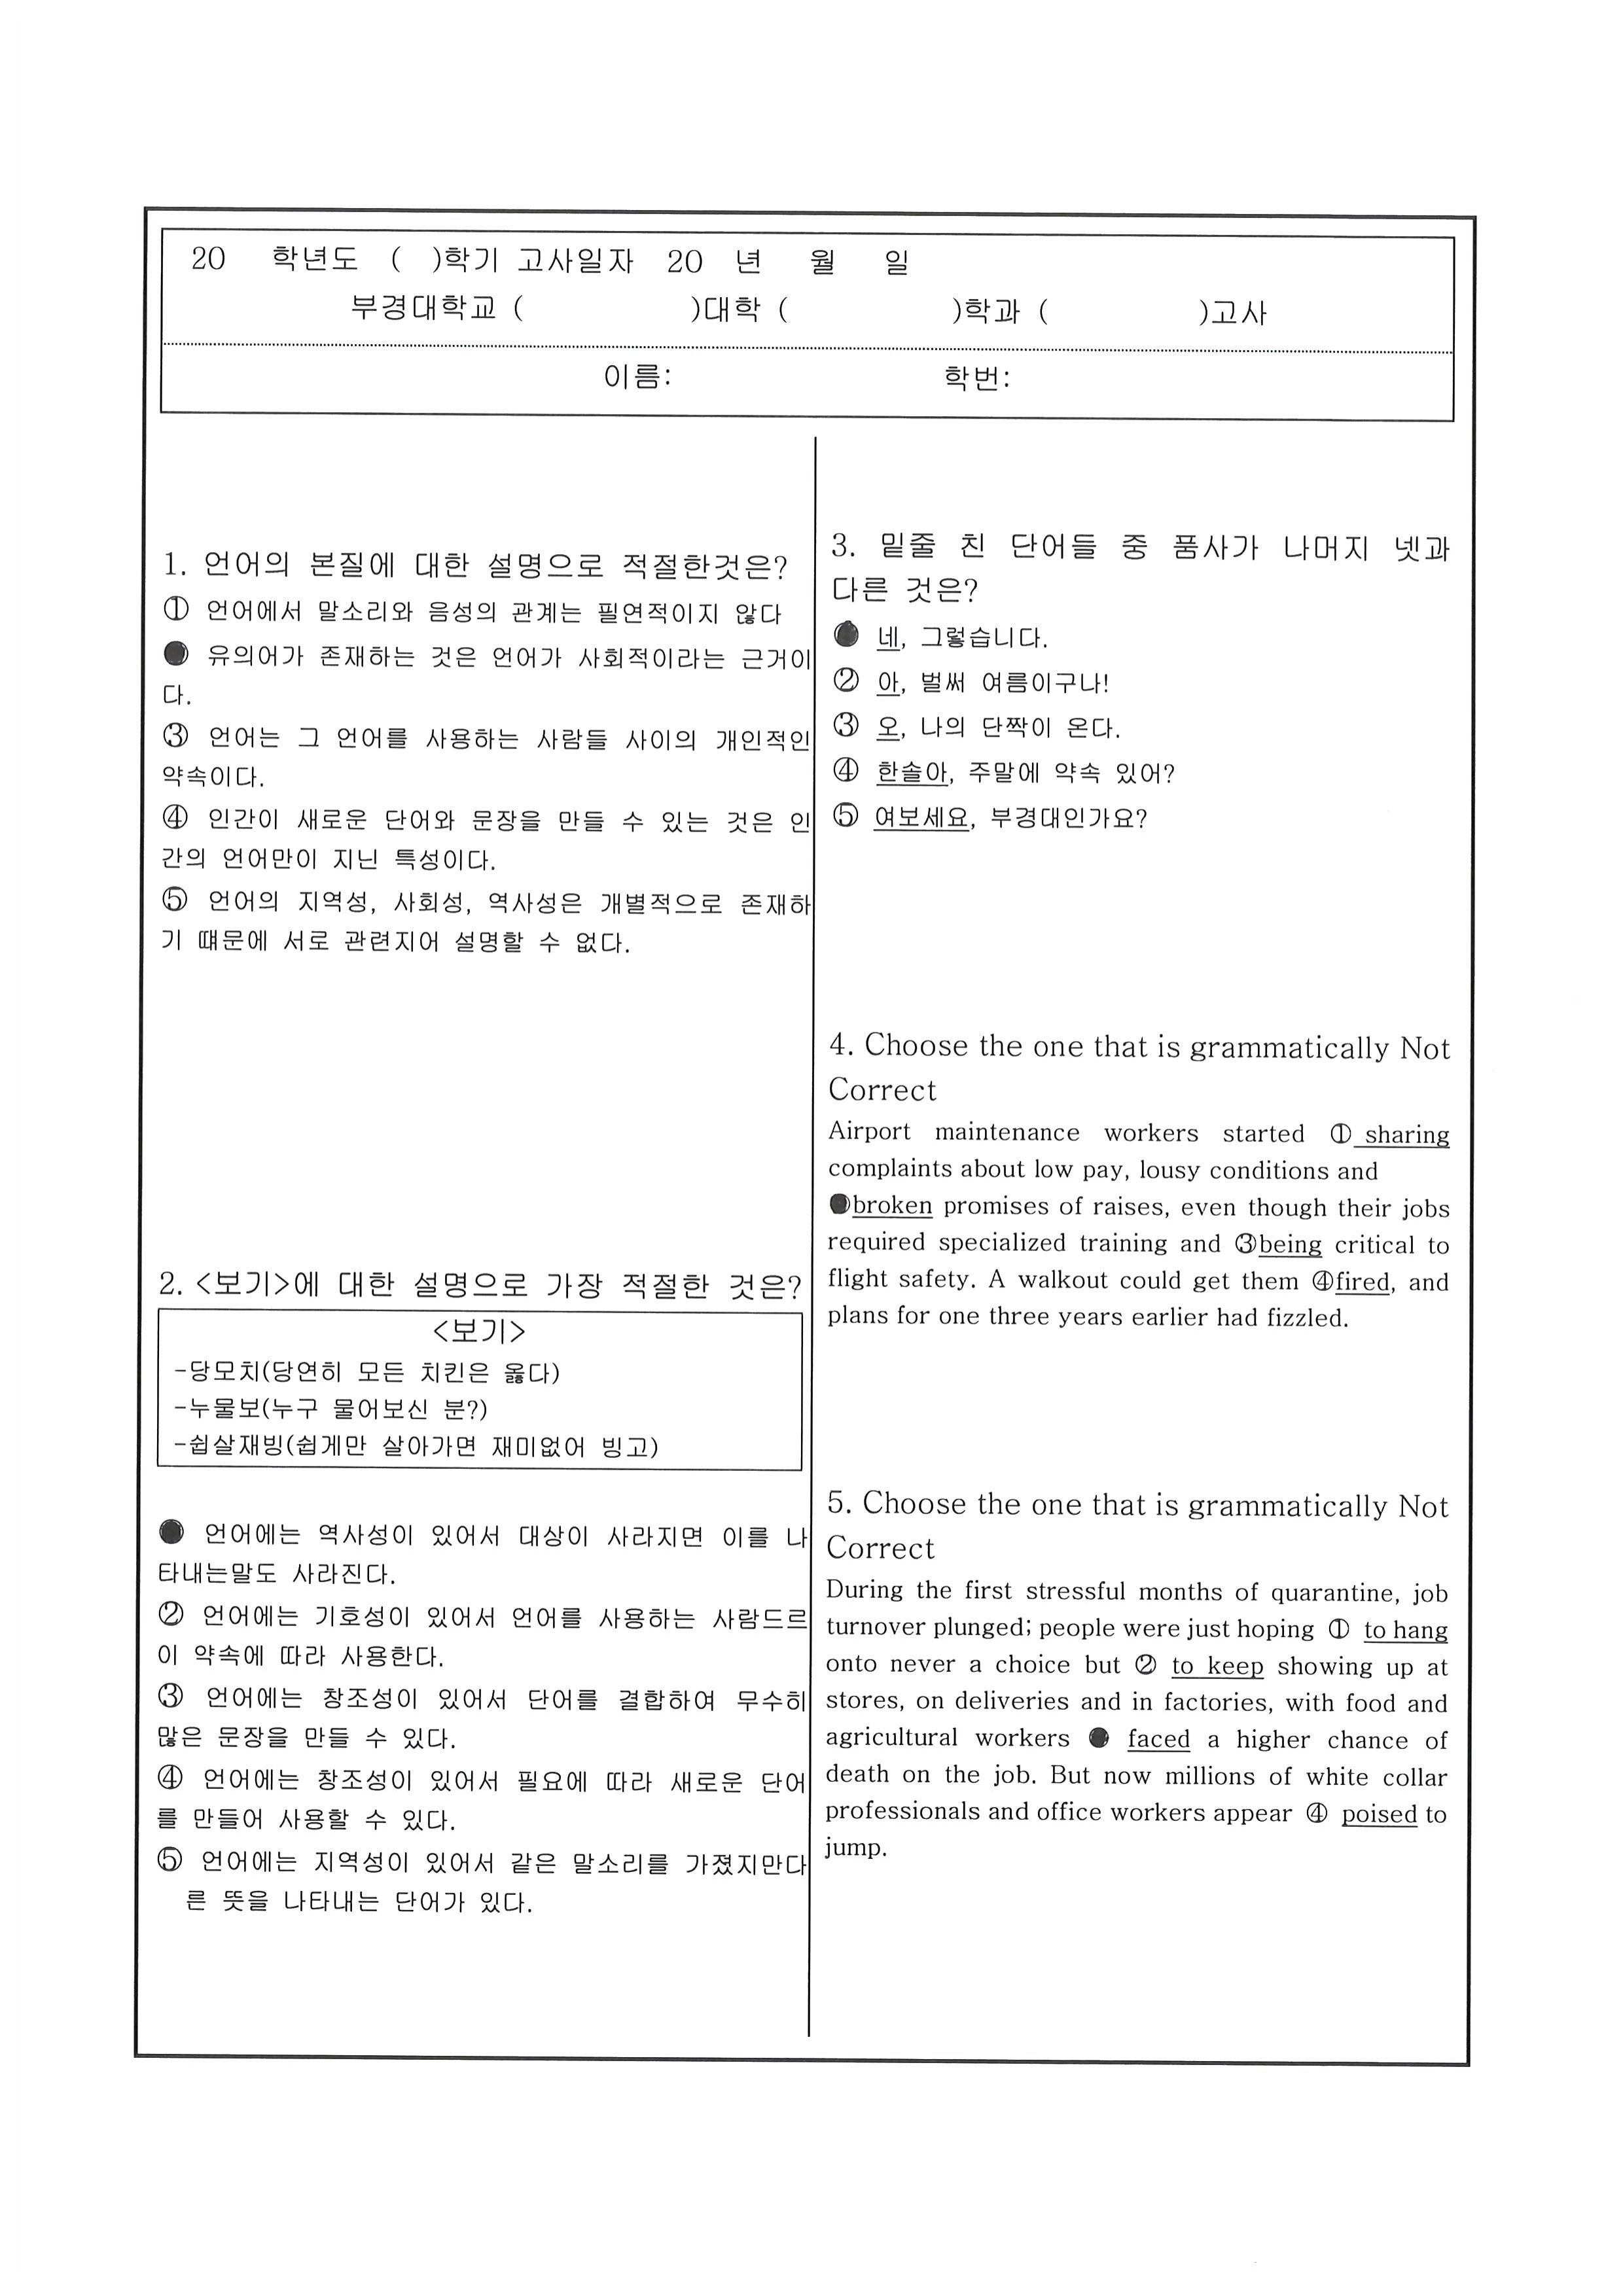 20 학년도 ( )학기 고사일자 20 년 월 일
부경대학교 ( )대학 ( )학과 ( )고사
이름: 학번:
1. 언어의 본질에 대한 설명으로 적절한것은?
① 언어에서 말소리와 음성의 관계는 필연적이지 않다
● 유의어가 존재하는 것은 언어가 사회적이라는 근거이
다.
③ 언어는 그 언어를 사용하는 사람들 사이의 개인적인
약속이다.
④ 인간이 새로운 단어와 문장을 만들 수 있는 것은 인
간의 언어만이 지닌 특성이다.
⑤ 언어의 지역성, 사회성, 역사성은 개별적으로 존재하
기 떄문에 서로 관련지어 설명할 수 없다.
2. <보기>에 대한 설명으로 가장 적절한 것은?
<보기>
-당모치(당연히 모든 치킨은 옳다)
-누물보(누구 물어보신 분?)
-쉽살재빙(쉽게만 살아가면 재미없어 빙고)
● 언어에는 역사성이 있어서 대상이 사라지면 이를 나
타내는말도 사라진다.
② 언어에는 기호성이 있어서 언어를 사용하는 사람드르
이 약속에 따라 사용한다.
③ 언어에는 창조성이 있어서 단어를 결합하여 무수히
많은 문장을 만들 수 있다.
④ 언어에는 창조성이 있어서 필요에 따라 새로운 단어
를 만들어 사용할 수 있다.
⑤ 언어에는 지역성이 있어서 같은 말소리를 가졌지만다
른 뜻을 나타내는 단어가 있다.
3. 밑줄 친 단어들 중 품사가 나머지 넷과
다른 것은?
● 네, 그렇습니다.
② 아, 벌써 여름이구나!
③ 오, 나의 단짝이 온다.
④ 한솔아, 주말에 약속 있어?
⑤ 여보세요, 부경대인가요?
4. Choose the one that is grammatically Not
Correct
Airport maintenance workers started ① sharing
complaints about low pay, lousy conditions and
●broken promises of raises, even though their jobs
required specialized training and ③being critical to
flight safety. A walkout could get them ④fired, and
plans for one three years earlier had fizzled.
5. Choose the one that is grammatically Not
Correct
During the first stressful months of quarantine, job
turnover plunged; people were just hoping ① to hang
onto never a choice but ② to keep showing up at
stores, on deliveries and in factories, with food and
agricultural workers ● faced a higher chance of
death on the job. But now millions of white collar
professionals and office workers appear ④ poised to
jump.